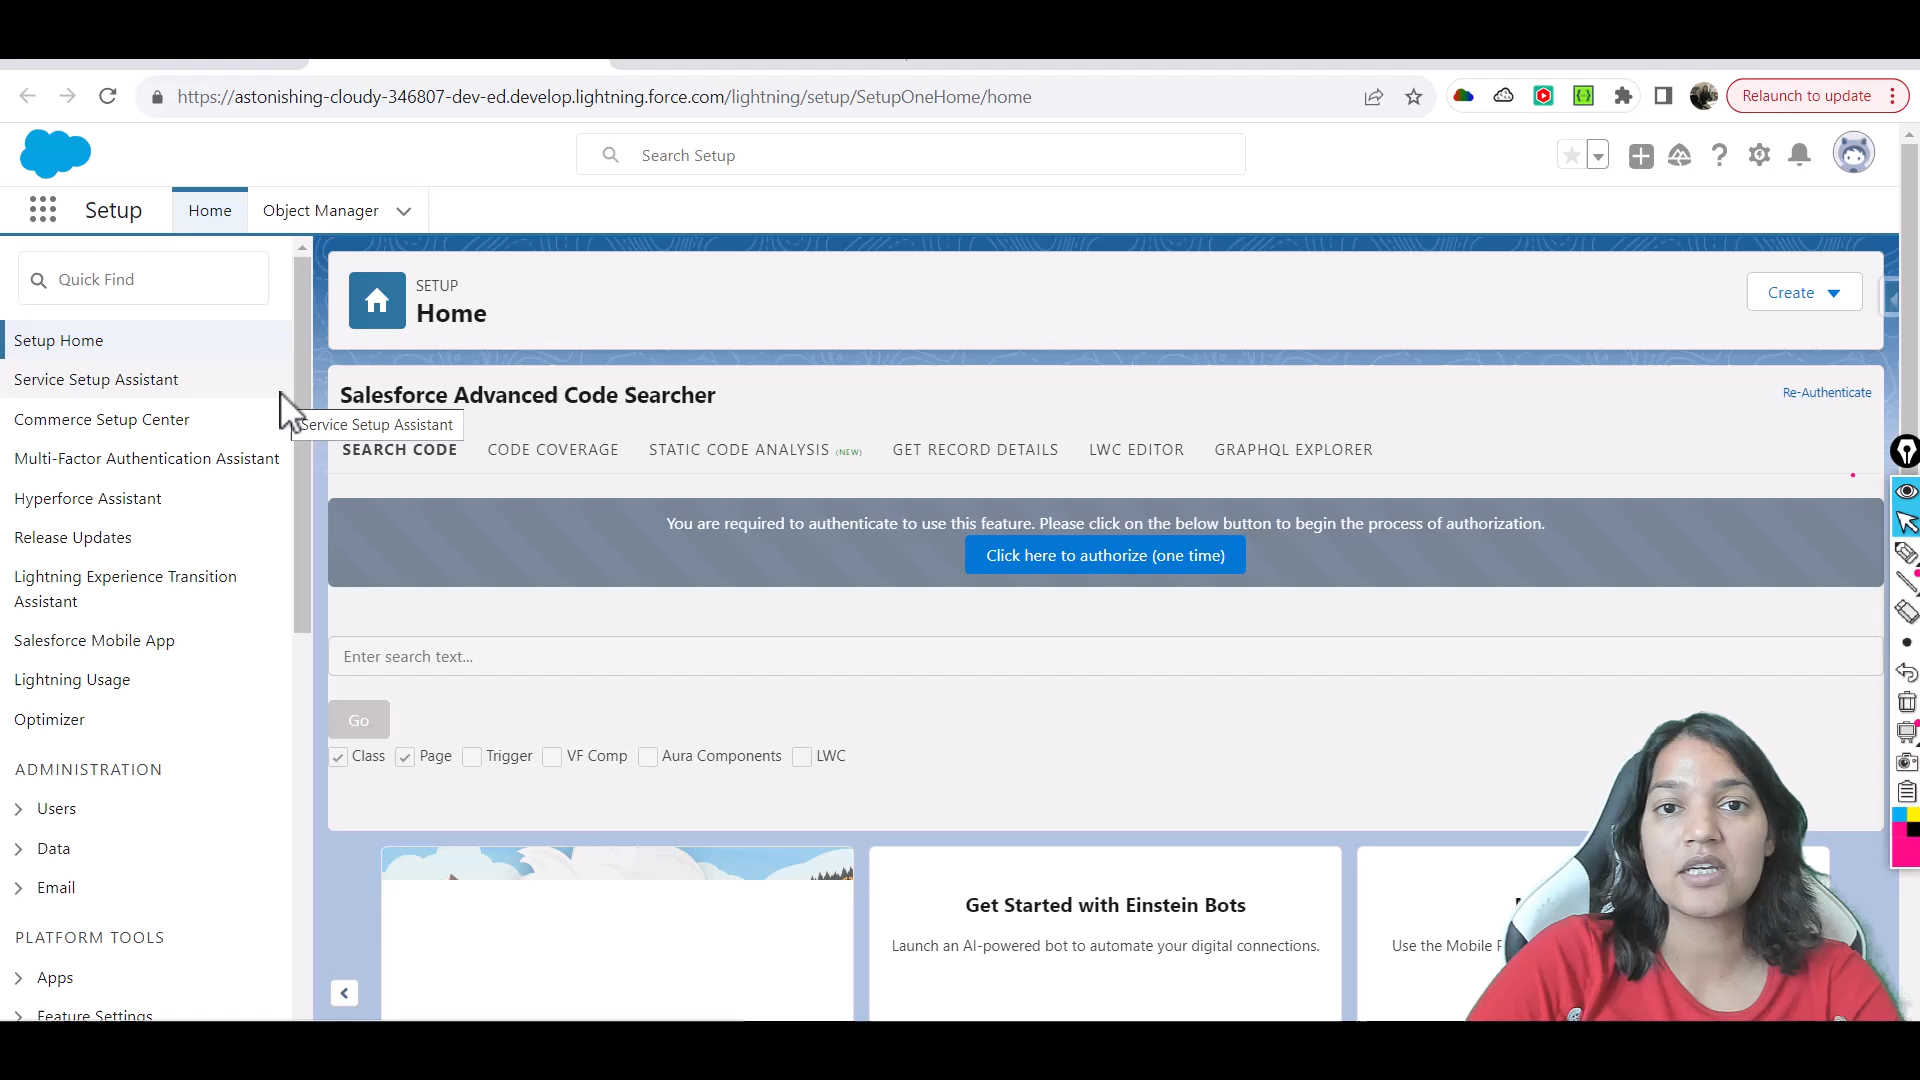 https://astonishing-cloudy-346807-dev-ed.develop.lightning.force.com/lightning/setup/SetupOneHome/home
Relaunch to update
Search Setup
Setup
Home
Object Manager
Quick Find
Setup Home
Service Setup Assistant
Commerce Setup Center
Multi-Factor Authentication Assistant
Hyperforce Assistant
Release Updates
Lightning Experience Transition
Assistant
Salesforce Mobile App
Lightning Usage
Optimizer
ADMINISTRATION
Users
Data
Email
PLATFORM TOOLS
Apps
Feature Settings
SETUP
Home
Create
Salesforce Advanced Code Searcher
Re-Authenticate
Service Setup Assistant
SEARCH CODE CODE COVERAGE STATIC CODE ANALYSIS (NEW) GET RECORD DETAILS LWC EDITOR GRAPHQL EXPLORER
You are required to authenticate to use this feature. Please click on the below button to begin the process of authorization.
Click here to authorize (one time)
Enter search text...
Go
Class Page Trigger VF Comp Aura Components LWC
Get Started with Einstein Bots
Launch an AI-powered bot to automate your digital connections.
Use the Mobile